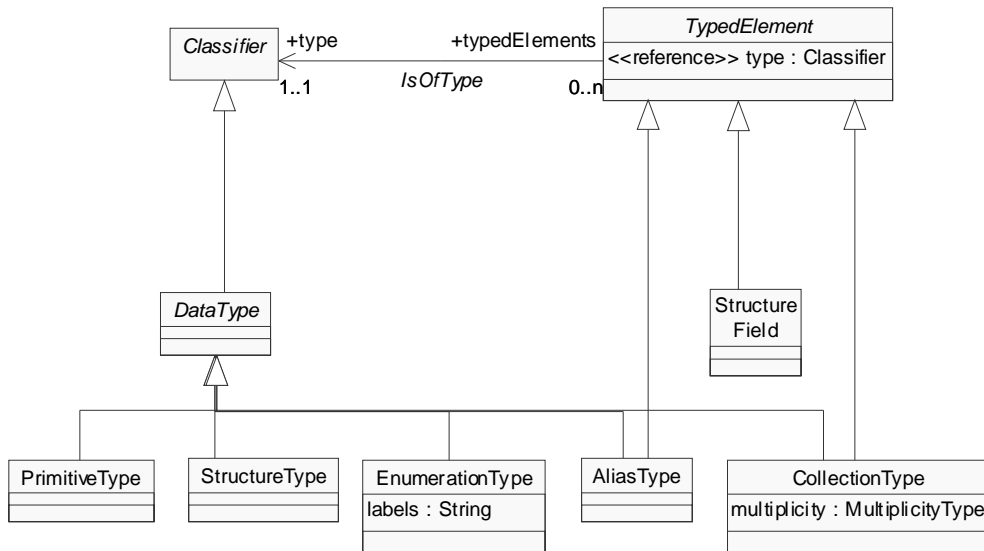 Classifier
+type
+typedElements
TypedElement
<<reference>> type : Classifier
1..1
IsOfType
0..n
DataType
Structure
Field
PrimitiveType
StructureType
EnumerationType
labels : String
AliasType
CollectionType
multiplicity : MultiplicityType